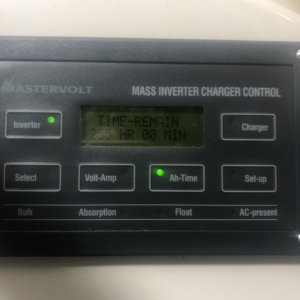 MASTERVOLT
MASS INVERTER CHARGER CONTROL
Inverter
TIME-REMAIN
255 HR 00 MIN
Charger
Select
Volt-Amp
Ah-Time
Set-up
Bulk
Absorption
Float
AC-present